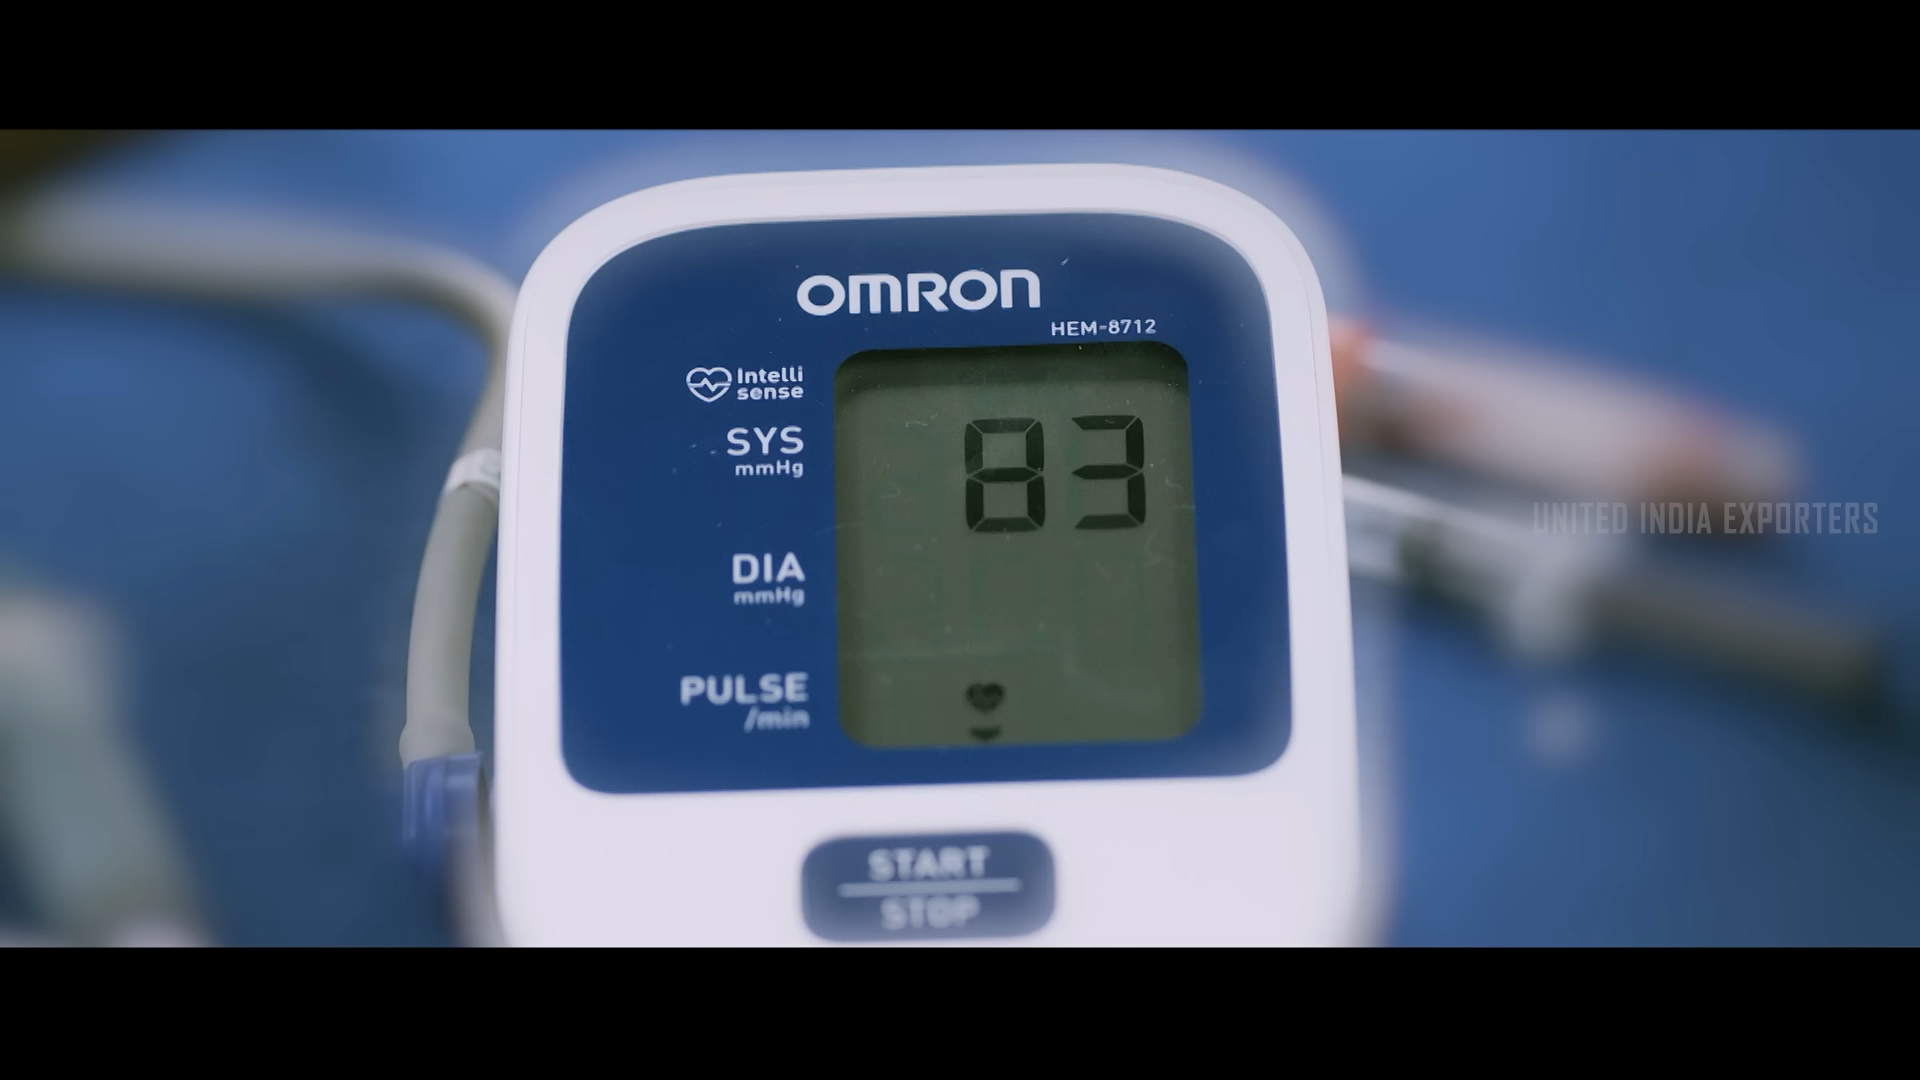 OMRON
HEM-8712
Intelli
sense
SYS
mmHg
83
DIA
mmHg
PULSE
/min
START
STOP
UNITED INDIA EXPORTERS